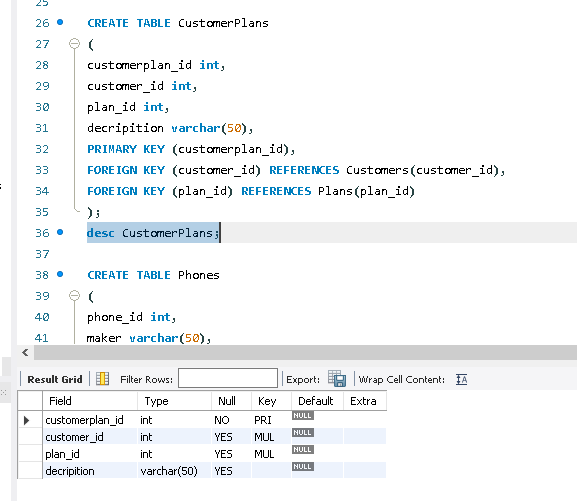 25
26 CREATE TABLE CustomerPlans
27 (
28 customerplan_id int,
29 customer_id int,
30 plan_id int,
31 decripition varchar(50),
32 PRIMARY KEY (customerplan_id),
33 FOREIGN KEY (customer_id) REFERENCES Customers(customer_id),
34 FOREIGN KEY (plan_id) REFERENCES Plans(plan_id)
35 );
36 desc CustomerPlans;
37
38 CREATE TABLE Phones
39 (
40 phone_id int,
41 maker varchar(50),
Result Grid Filter Rows: Export: Wrap Cell Content: IA
Field Type Null Key Default Extra
customerplan_id int NO PRI NULL
customer_id int YES MUL NULL
plan_id int YES MUL NULL
decripition varchar(50) YES NULL